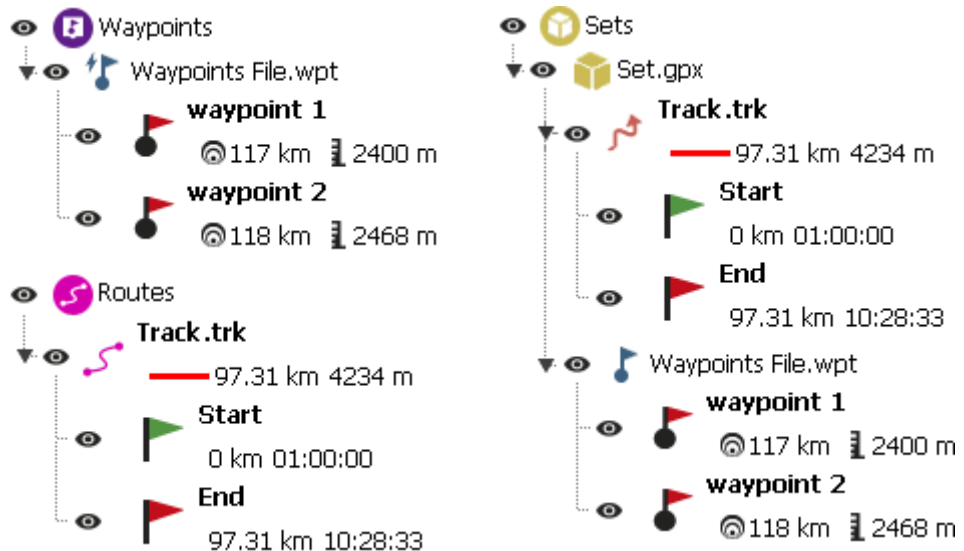 Waypoints
Waypoints File.wpt
waypoint 1
117 km 2400 m
waypoint 2
118 km 2468 m
Routes
Track.trk
97.31 km 4234 m
Start
0 km 01:00:00
End
97.31 km 10:28:33
Sets
Set.gpx
Track.trk
97.31 km 4234 m
Start
0 km 01:00:00
End
97.31 km 10:28:33
Waypoints File.wpt
waypoint 1
117 km 2400 m
waypoint 2
118 km 2468 m